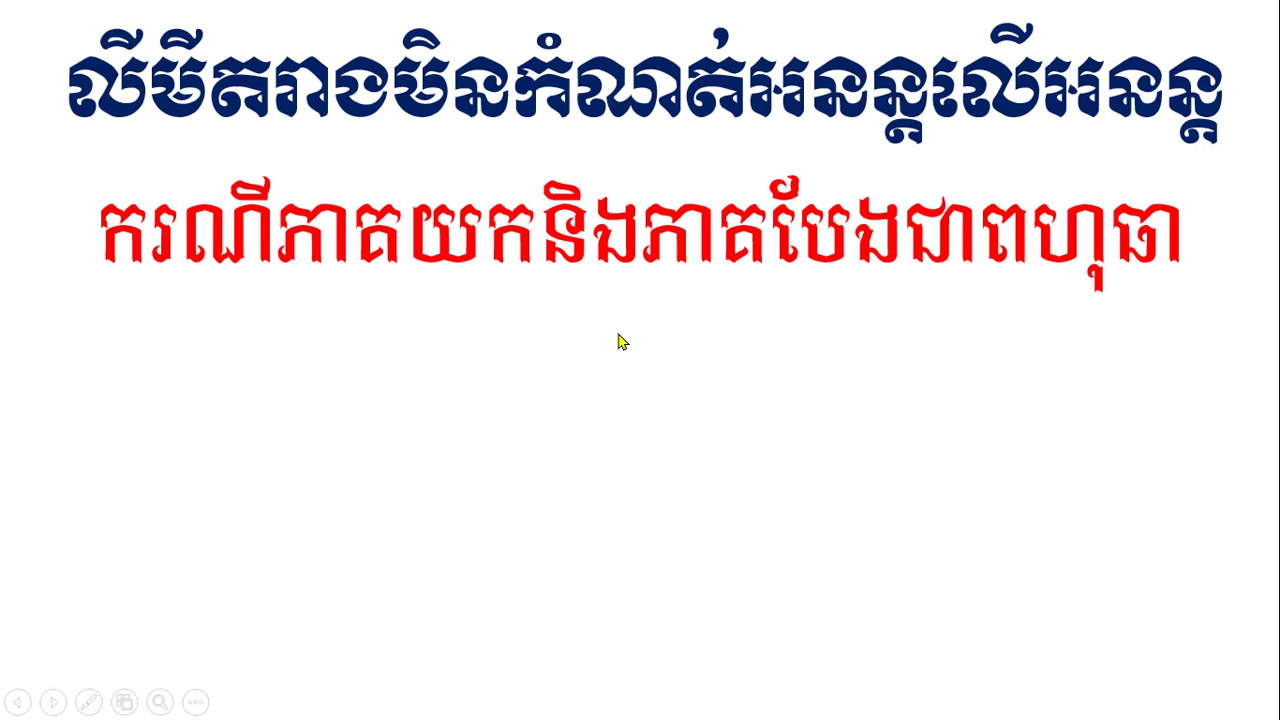 លីមីតរាងមិនកំណត់អនន្តលើអនន្ត
ករណីភាគយកនិងភាគបែងជាពហុធា